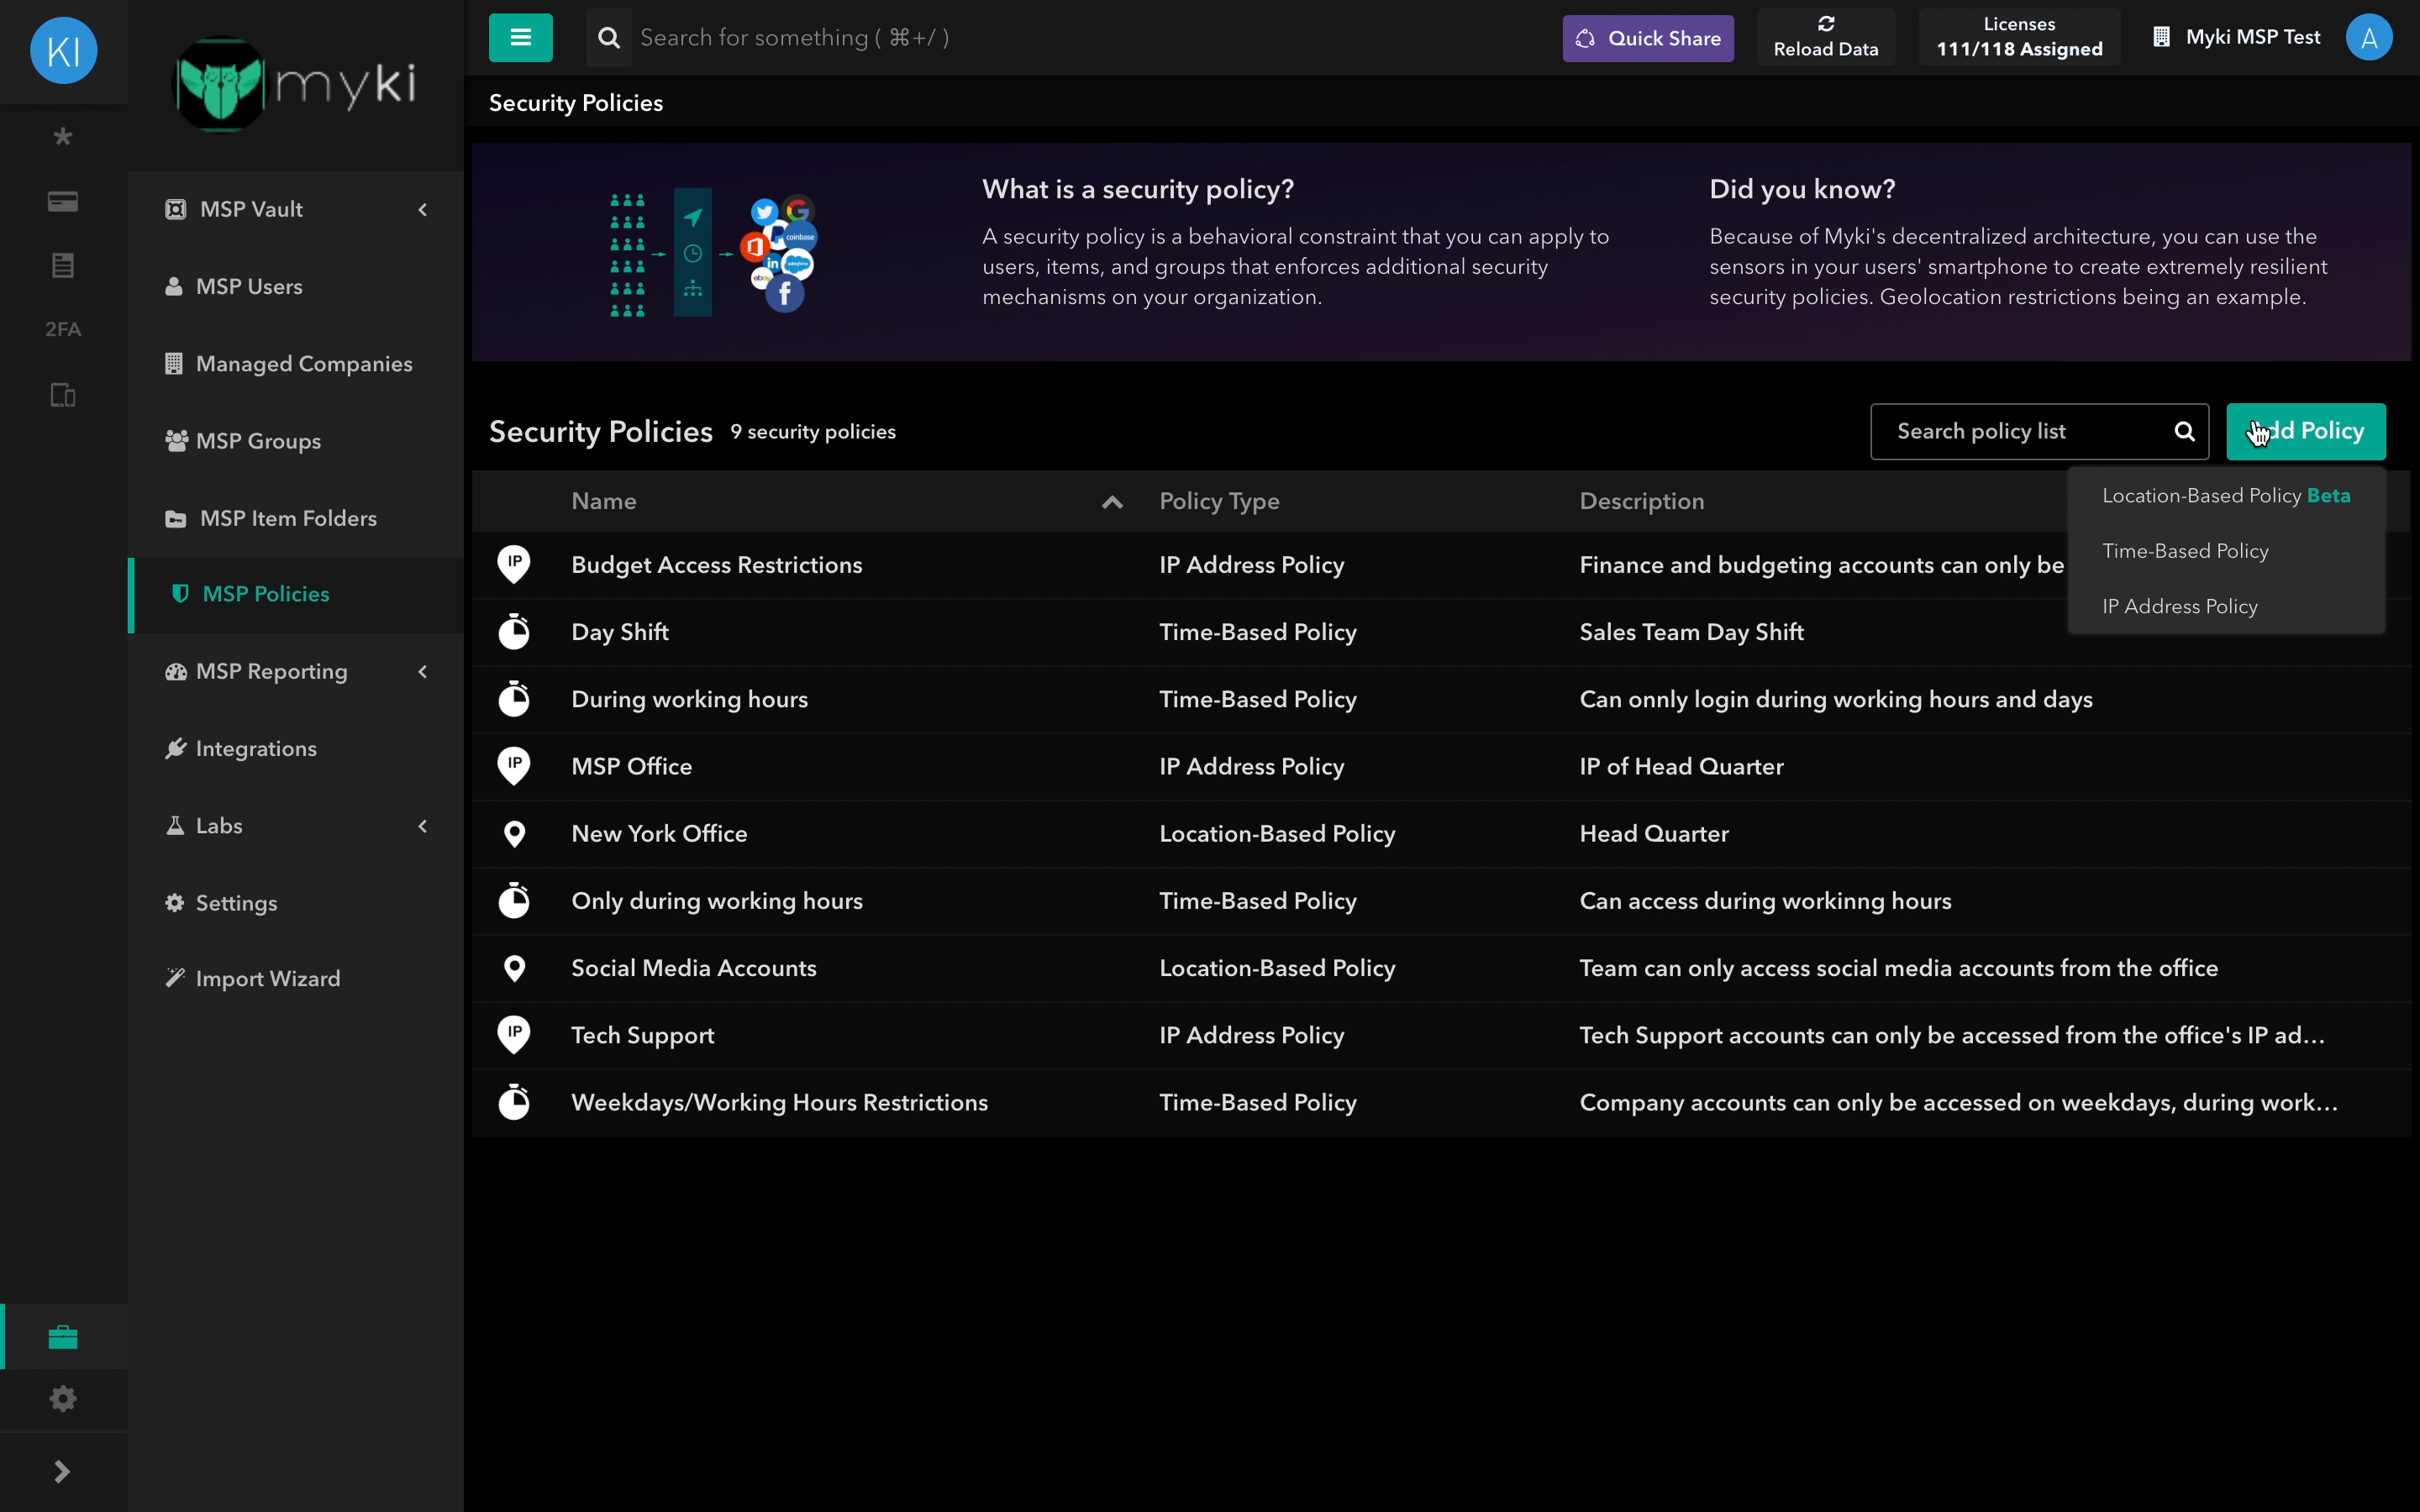 KI
2FA
myki
MSP Vault
MSP Users
Managed Companies
MSP Groups
MSP Item Folders
MSP Policies
MSP Reporting
Integrations
Labs
Settings
Import Wizard
Search for something ( ⌘+/ )
Quick Share
Reload Data
Licenses
111/118 Assigned
Myki MSP Test
A
Security Policies
coinbase
in
ebay
f
What is a security policy?
A security policy is a behavioral constraint that you can apply to
users, items, and groups that enforces additional security
mechanisms on your organization.
Did you know?
Because of Myki's decentralized architecture, you can use the
sensors in your users' smartphone to create extremely resilient
security policies. Geolocation restrictions being an example.
Security Policies 9 security policies
Search policy list
dd Policy
Location-Based Policy Beta
Time-Based Policy
IP Address Policy
Name Policy Type Description
IP Budget Access Restrictions IP Address Policy Finance and budgeting accounts can only be
Day Shift Time-Based Policy Sales Team Day Shift
During working hours Time-Based Policy Can onnly login during working hours and days
IP MSP Office IP Address Policy IP of Head Quarter
New York Office Location-Based Policy Head Quarter
Only during working hours Time-Based Policy Can access during workinng hours
Social Media Accounts Location-Based Policy Team can only access social media accounts from the office
IP Tech Support IP Address Policy Tech Support accounts can only be accessed from the office's IP ad...
Weekdays/Working Hours Restrictions Time-Based Policy Company accounts can only be accessed on weekdays, during work...